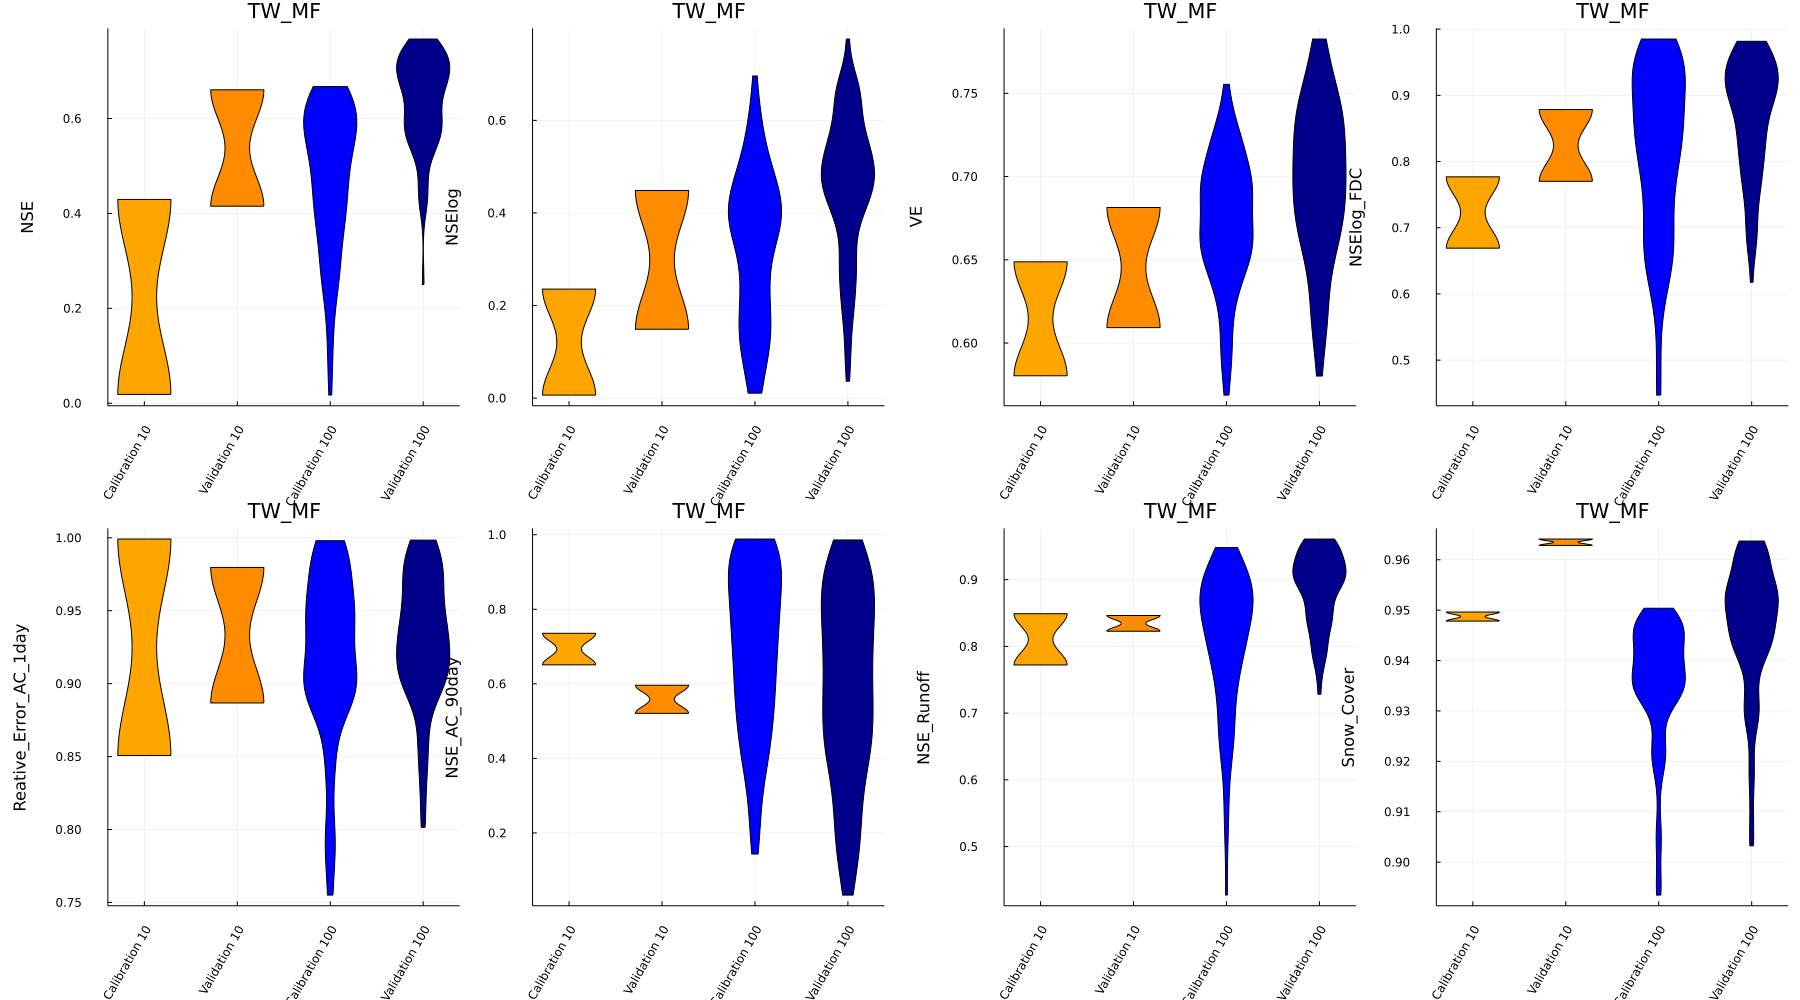 TW_MF
NSE
0.6
0.4
0.2
0.0
Calibration 10
Validation 10
Calibration 100
Validation 100
TW_MF
NSElog
0.6
0.4
0.2
0.0
Calibration 10
Validation 10
Calibration 100
Validation 100
TW_MF
VE
0.75
0.70
0.65
0.60
Calibration 10
Validation 10
Calibration 100
Validation 100
TW_MF
NSElog_FDC
1.0
0.9
0.8
0.7
0.6
0.5
Calibration 10
Validation 10
Calibration 100
Validation 100
TW_MF
Reative_Error_AC_1day
1.00
0.95
0.90
0.85
0.80
0.75
Calibration 10
Validation 10
Calibration 100
Validation 100
TW_MF
NSE_AC_90day
1.0
0.8
0.6
0.4
0.2
Calibration 10
Validation 10
Calibration 100
Validation 100
TW_MF
NSE_Runoff
0.9
0.8
0.7
0.6
0.5
Calibration 10
Validation 10
Calibration 100
Validation 100
TW_MF
Snow_Cover
0.96
0.95
0.94
0.93
0.92
0.91
0.90
Calibration 10
Validation 10
Calibration 100
Validation 100